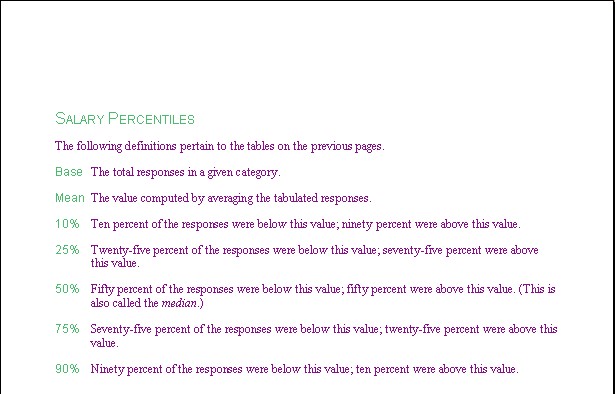 SALARY PERCENTILES
The following definitions pertain to the tables on the previous pages.
Base The total responses in a given category.
Mean The value computed by averaging the tabulated responses.
10% Ten percent of the responses were below this value; ninety percent were above this value.
25% Twenty-five percent of the responses were below this value; seventy-five percent were above
this value.
50% Fifty percent of the responses were below this value; fifty percent were above this value. (This is
also called the median.)
75% Seventy-five percent of the responses were below this value; twenty-five percent were above this
value.
90% Ninety percent of the responses were below this value; ten percent were above this value.